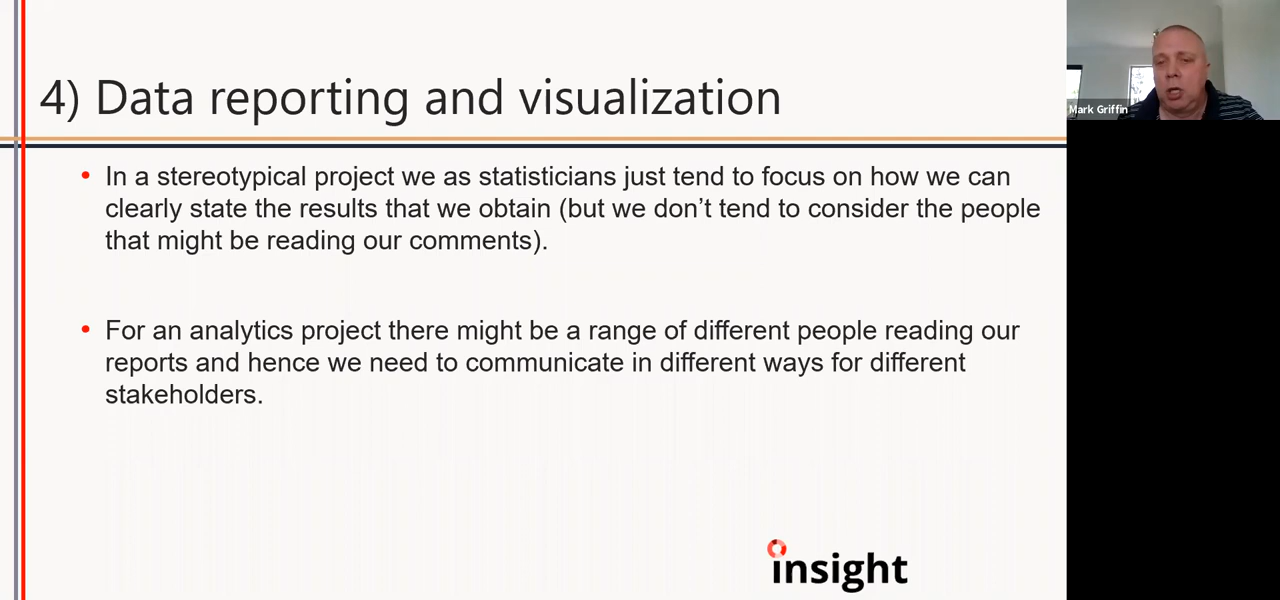 4) Data reporting and visualization
• In a stereotypical project we as statisticians just tend to focus on how we can
clearly state the results that we obtain (but we don’t tend to consider the people
that might be reading our comments).
• For an analytics project there might be a range of different people reading our
reports and hence we need to communicate in different ways for different
stakeholders.
insight
Mark Griffin